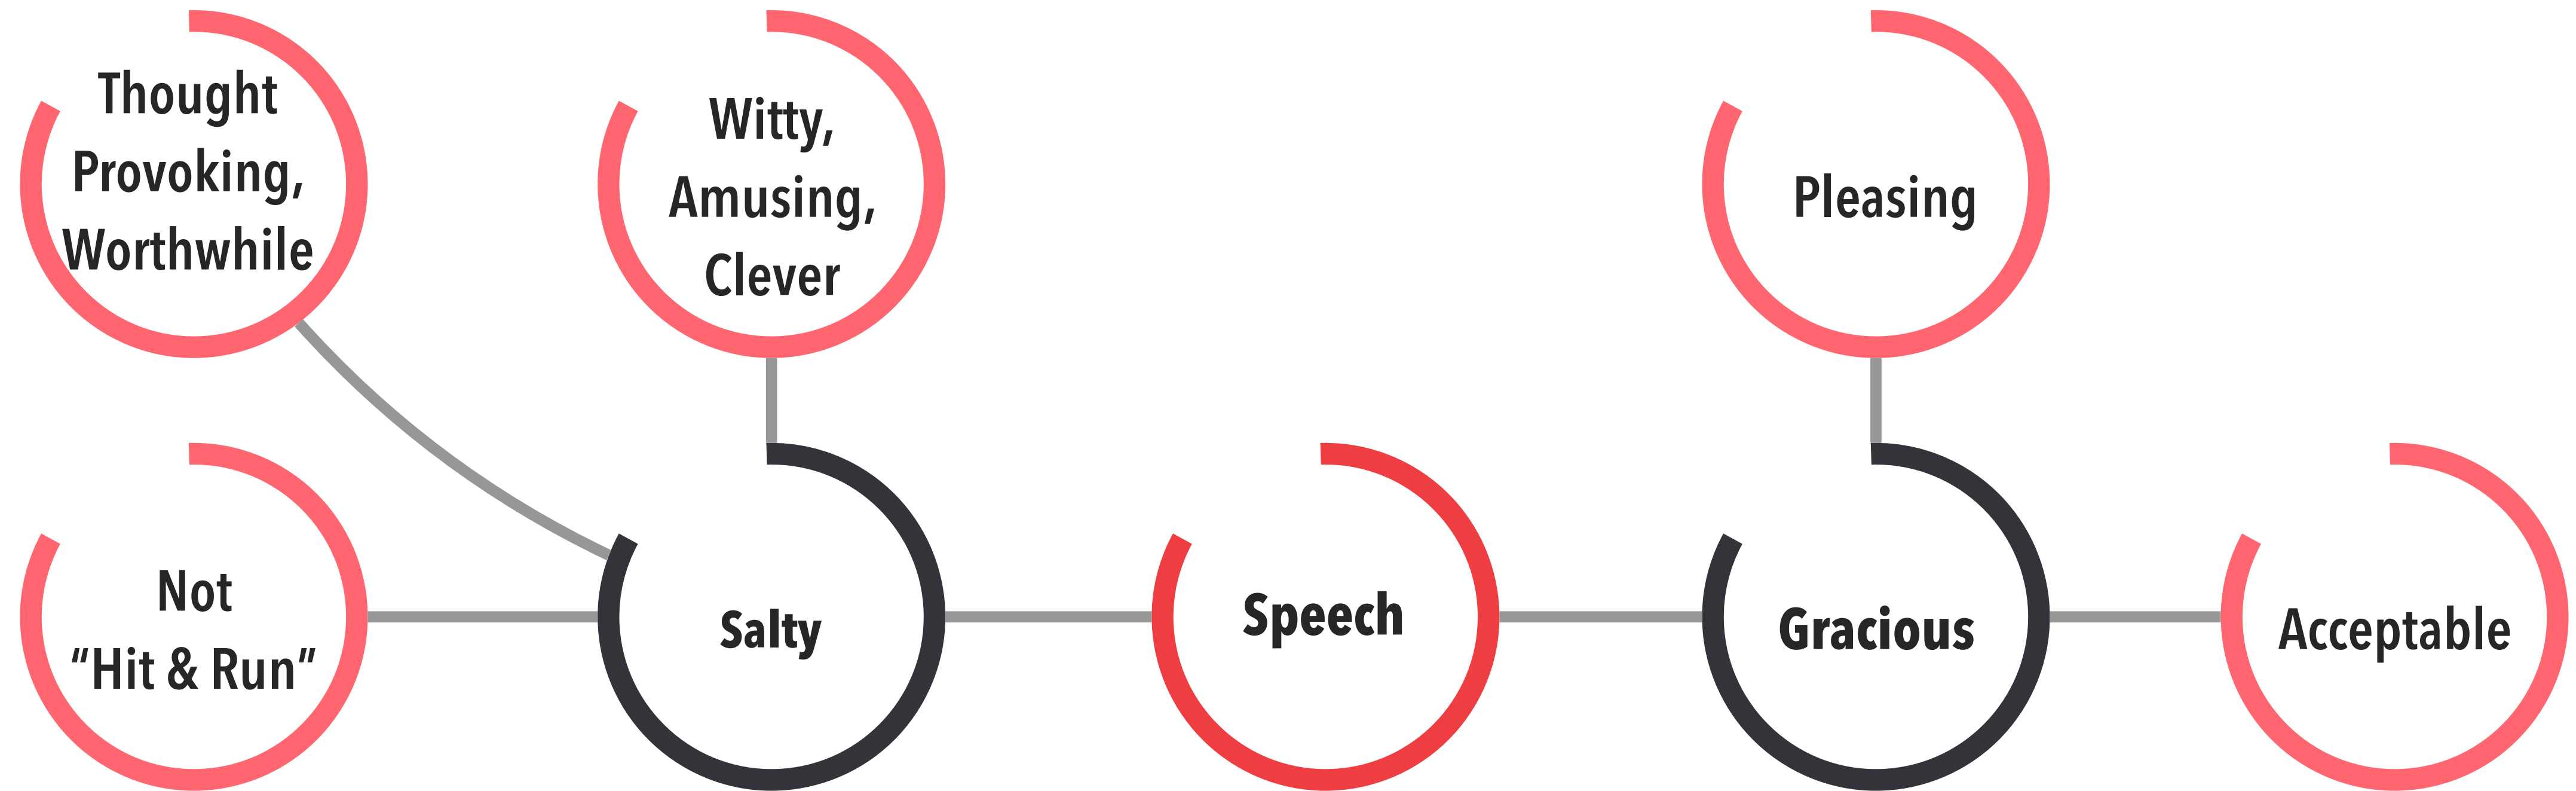 Thought
Provoking,
Worthwhile
Witty,
Amusing,
Clever
Pleasing
Not
“Hit & Run”
Salty
Speech
Gracious
Acceptable